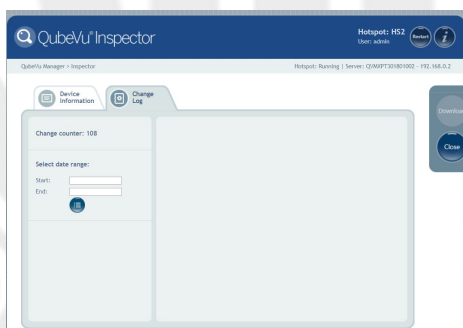 QubeVu® Inspector
Hotspot: HS2
User: admin
Restart
i
QubeVu Manager > Inspector
Hotspot: Running | Server: QVMXPT301801002 - 192.168.0.2
Device
Information
Change
Log
Download
Close
Change counter: 108
Select date range:
Start:
End: